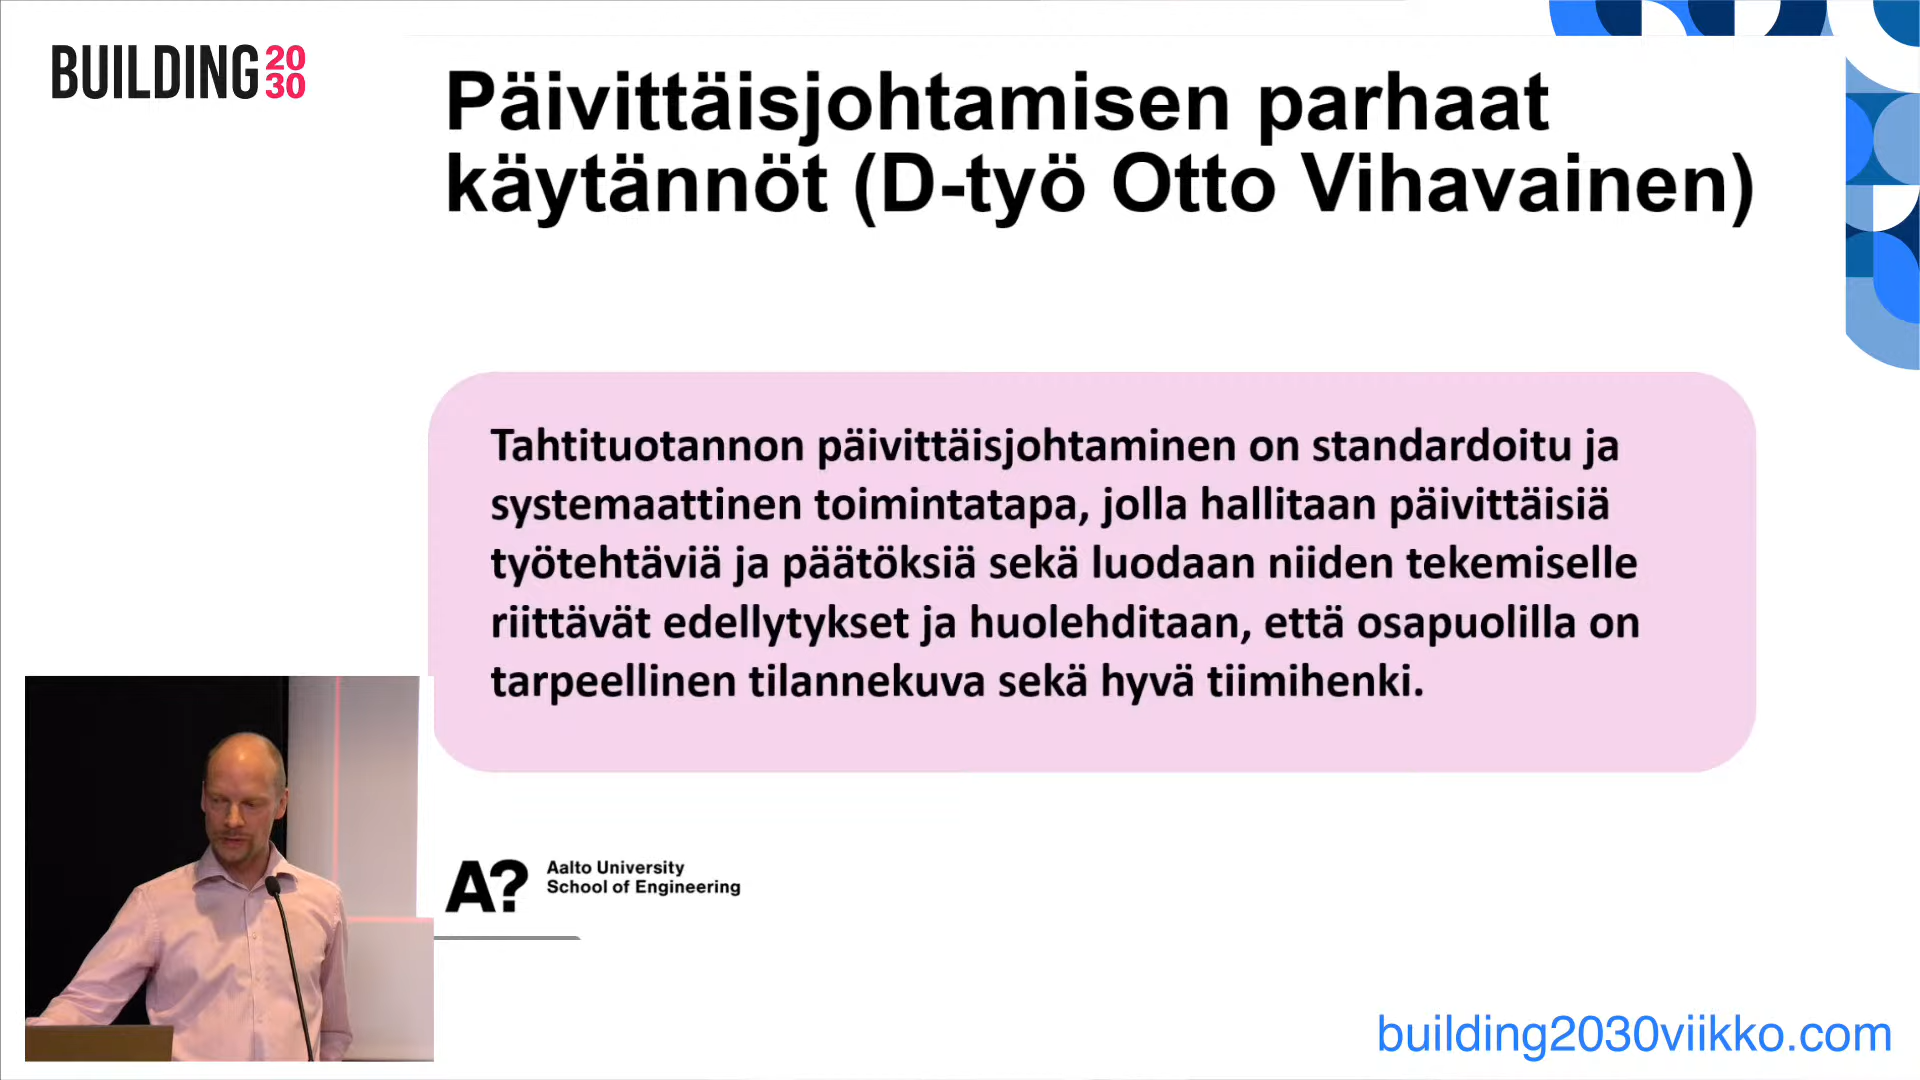 BUILDING 2030
Päivittäisjohtamisen parhaat
käytännöt (D-työ Otto Vihavainen)
Tahtituotannon päivittäisjohtaminen on standardoitu ja
systemaattinen toimintatapa, jolla hallitaan päivittäisiä
työtehtäviä ja päätöksiä sekä luodaan niiden tekemiselle
riittävät edellytykset ja huolehditaan, että osapuolilla on
tarpeellinen tilannekuva sekä hyvä tiimihenki.
A?
Aalto University
School of Engineering
building2030viikko.com